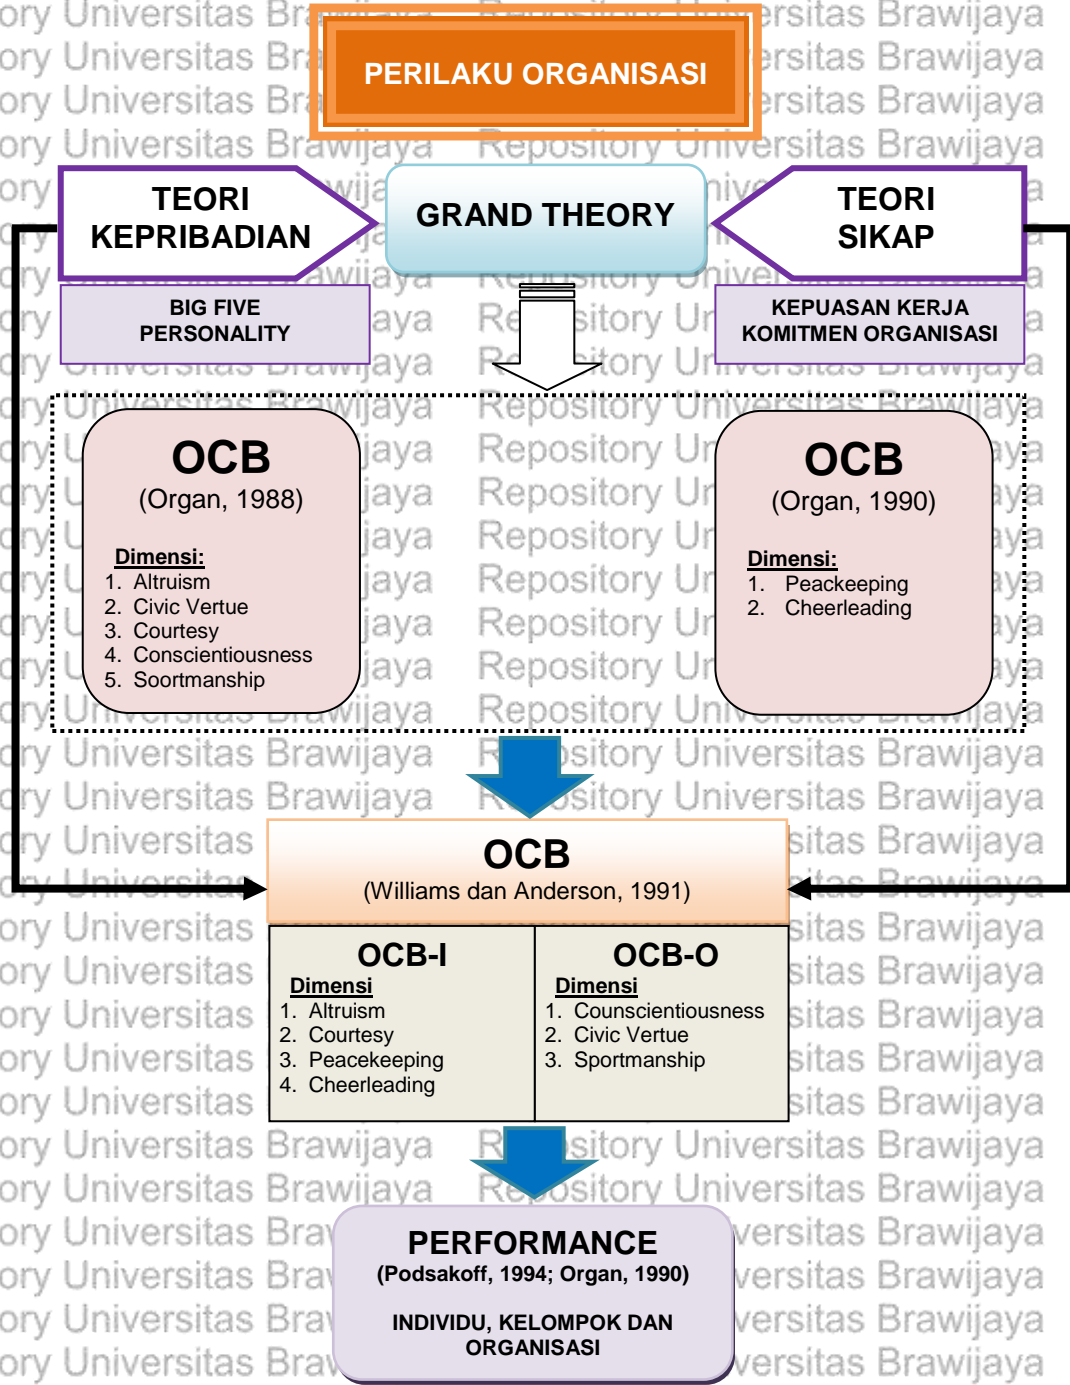 PERILAKU ORGANISASI
TEORI
KEPRIBADIAN
GRAND THEORY
TEORI
SIKAP
BIG FIVE
PERSONALITY
KEPUASAN KERJA
KOMITMEN ORGANISASI
OCB
(Organ, 1988)
Dimensi:
1. Altruism
2. Civic Vertue
3. Courtesy
4. Conscientiousness
5. Soortmanship
OCB
(Organ, 1990)
Dimensi:
1. Peackeeping
2. Cheerleading
OCB
(Williams dan Anderson, 1991)
OCB-I
Dimensi
1. Altruism
2. Courtesy
3. Peacekeeping
4. Cheerleading
OCB-O
Dimensi
1. Counscientiousness
2. Civic Vertue
3. Sportmanship
PERFORMANCE
(Podsakoff, 1994; Organ, 1990)
INDIVIDU, KELOMPOK DAN
ORGANISASI
Repository Universitas Brawijaya